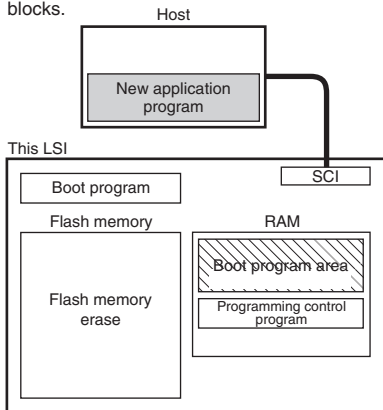 blocks.
Host
New application
program
This LSI
SCI
Boot program
Flash memory
RAM
Boot program area
Flash memory
erase
Programming control
program